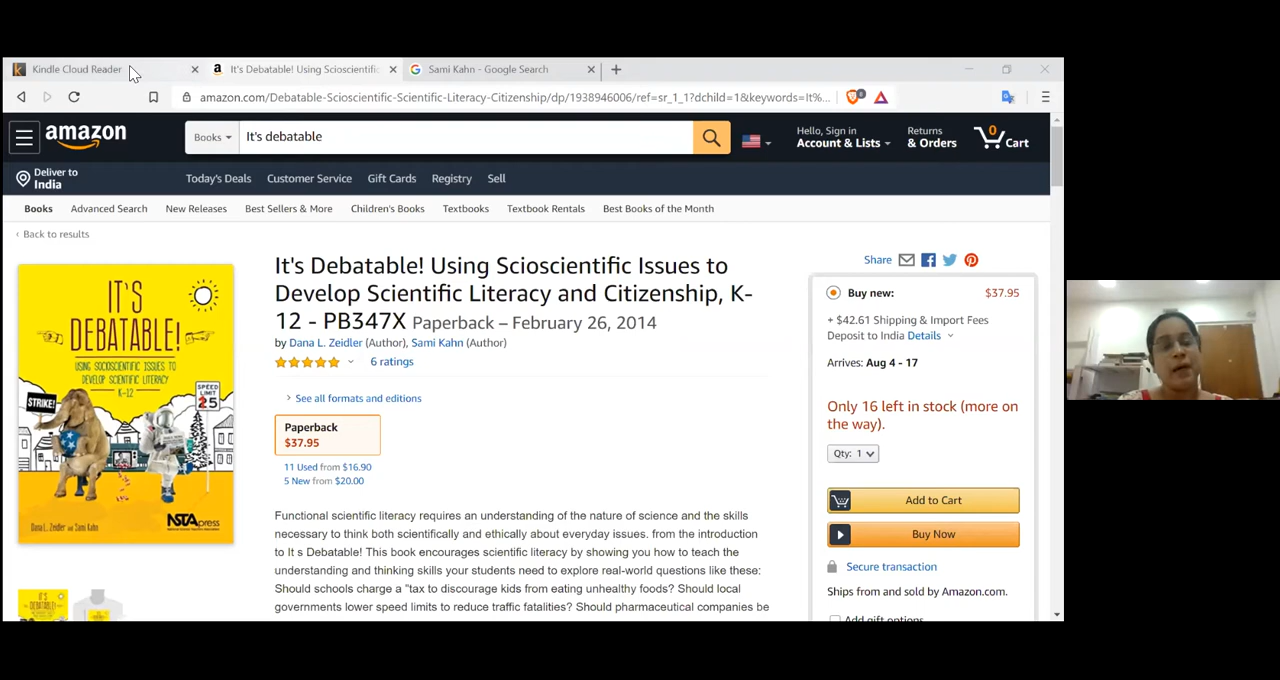 Kindle Cloud Reader
It's Debatable! Using Scioscientific
Sami Kahn - Google Search
amazon.com/Debatable-Scioscientific-Scientific-Literacy-Citizenship/dp/1938946006/ref=sr_1_1?dchild=1&keywords=It%...
amazon
Books
It's debatable
Hello, Sign in
Account & Lists
Returns
& Orders
0
Cart
Deliver to
India
Today's Deals
Customer Service
Gift Cards
Registry
Sell
Books
Advanced Search
New Releases
Best Sellers & More
Children's Books
Textbooks
Textbook Rentals
Best Books of the Month
‹ Back to results
IT'S
DEBATABLE!
USING SOCIOSCIENTIFIC ISSUES TO
DEVELOP SCIENTIFIC LITERACY
K-12
STRIKE!
SPEED
LIMIT
25
Dana L. Zeidler and Sami Kahn
NSTApress
It's Debatable! Using Scioscientific Issues to
Develop Scientific Literacy and Citizenship, K-
12 - PB347X Paperback – February 26, 2014
by Dana L. Zeidler (Author), Sami Kahn (Author)
6 ratings
See all formats and editions
Paperback
$37.95
11 Used from $16.90
5 New from $20.00
Functional scientific literacy requires an understanding of the nature of science and the skills
necessary to think both scientifically and ethically about everyday issues. from the introduction
to It s Debatable! This book encourages scientific literacy by showing you how to teach the
understanding and thinking skills your students need to explore real-world questions like these:
Should schools charge a "tax to discourage kids from eating unhealthy foods? Should local
governments lower speed limits to reduce traffic fatalities? Should pharmaceutical companies be
Share
Buy new:
$37.95
+ $42.61 Shipping & Import Fees
Deposit to India Details
Arrives: Aug 4 - 17
Only 16 left in stock (more on
the way).
Qty: 1
Add to Cart
Buy Now
Secure transaction
Ships from and sold by Amazon.com.
Add gift options